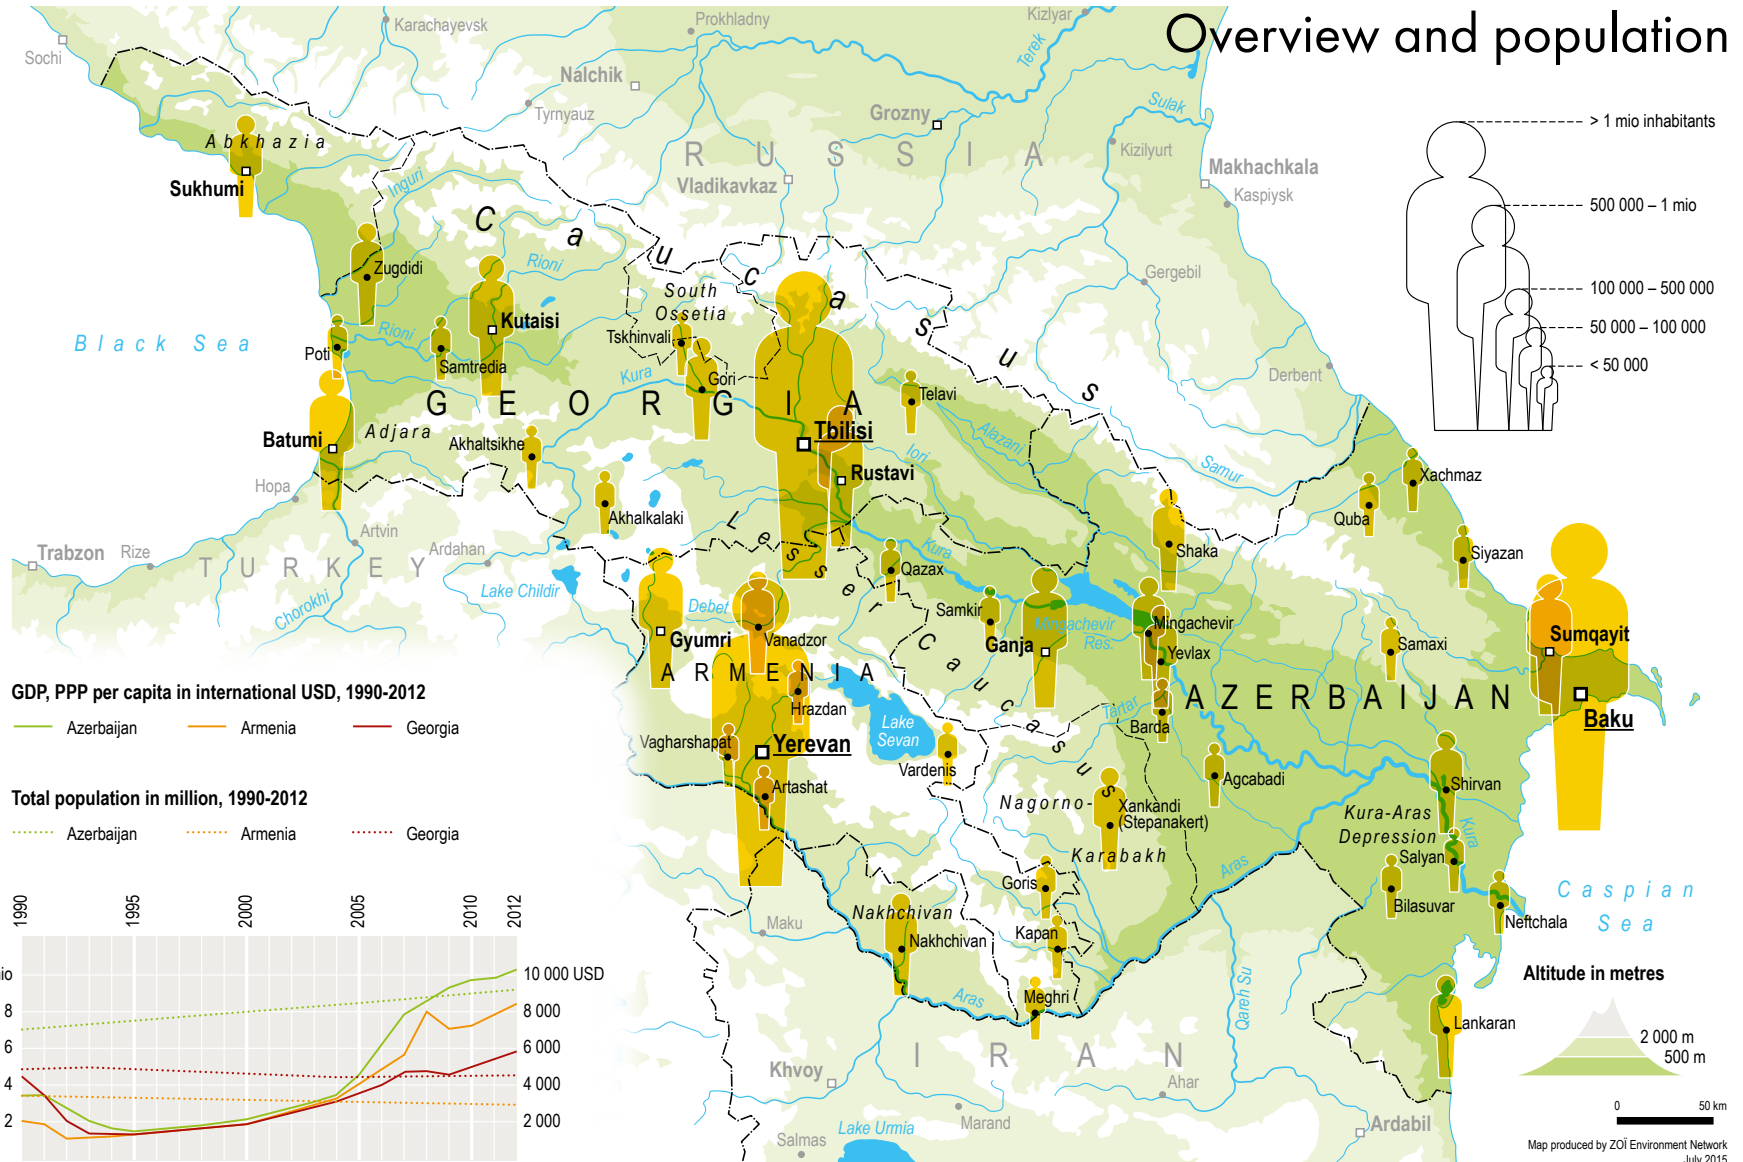 Overview and population
Karachayevsk
Prokhladny
Kizlyar
Sochi
Terek
Nalchik
Tyrnyauz
Grozny
Sulak
> 1 mio inhabitants
Abkhazia
RUSSIA
Kizilyurt
Makhachkala
Vladikavkaz
Kaspiysk
Sukhumi
Inguri
500 000 – 1 mio
Caucasus
Zugdidi
Rioni
Gergebil
South
Ossetia
100 000 – 500 000
Kutaisi
50 000 – 100 000
Black Sea
Rioni
Tskhinvali
Poti
Samtredia
Kura
Gori
Derbent
< 50 000
GEORGIA
Telavi
Batumi
Adjara
Akhaltsikhe
Tbilisi
Alazani
Iori
Samur
Rustavi
Xachmaz
Hopa
Akhalkalaki
Quba
Artvin
Lesser Caucasus
Trabzon
Rize
Ardahan
Kura
Shaka
Siyazan
TURKEY
Qazax
Lake Childir
Chorokhi
Debet
Samkir
Mingachevir
Res.
Mingachevir
Gyumri
Vanadzor
Ganja
Yevlax
Samaxi
Sumqayit
ARMENIA
AZERBAIJAN
GDP, PPP per capita in international USD, 1990-2012
Azerbaijan
Armenia
Georgia
Hrazdan
Tartar
Barda
Baku
Lake
Sevan
Vagharshapat
Yerevan
Vardenis
Agcabadi
Artashat
Shirvan
Total population in million, 1990-2012
Azerbaijan
Armenia
Georgia
Nagorno-
Karabakh
Xankandi
(Stepanakert)
Kura-Aras
Depression
Kura
Salyan
Aras
Goris
Bilasuvar
Caspian
Sea
Neftchala
Nakhchivan
Maku
Nakhchivan
Kapan
1990
1995
2000
2005
2010
2012
Altitude in metres
Qareh Su
Aras
Meghri
Lankaran
10 000 USD
8
8 000
6
6 000
4
4 000
2
2 000
2 000 m
500 m
IRAN
Khvoy
Ahar
0
50 km
Marand
Ardabil
Lake Urmia
Salmas
Map produced by ZOÏ Environment Network
July 2015